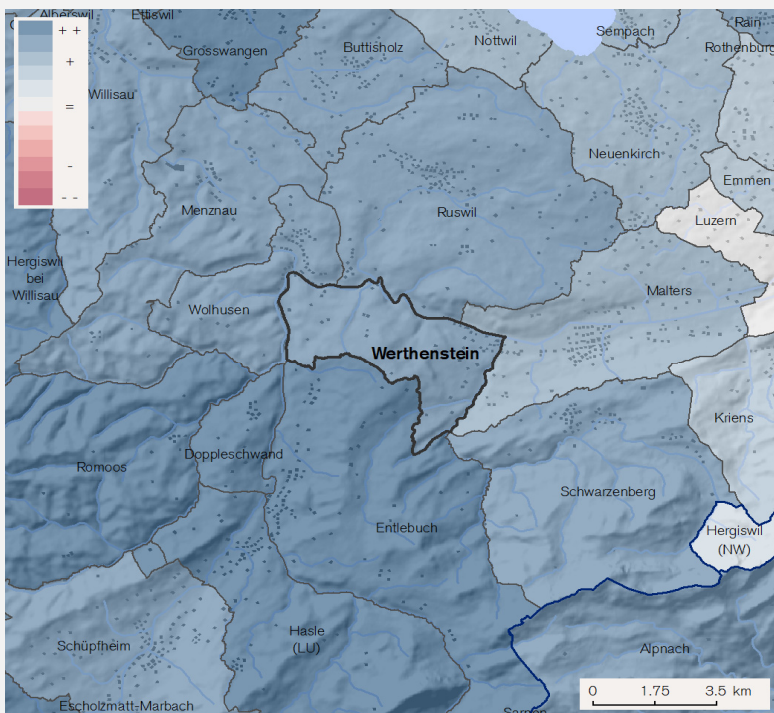 Alberswil
Ettiswil
Grosswangen
Buttisholz
Nottwil
Sempach
Rain
Rothenburg
+ +
+
=
-
- -
Willisau
Neuenkirch
Emmen
Menznau
Ruswil
Luzern
Hergiswil
bei
Willisau
Malters
Wolhusen
Werthenstein
Kriens
Romoos
Doppleschwand
Schwarzenberg
Entlebuch
Hergiswil
(NW)
Hasle
(LU)
Schüpfheim
Alpnach
Escholzmatt-Marbach
0 1.75 3.5 km